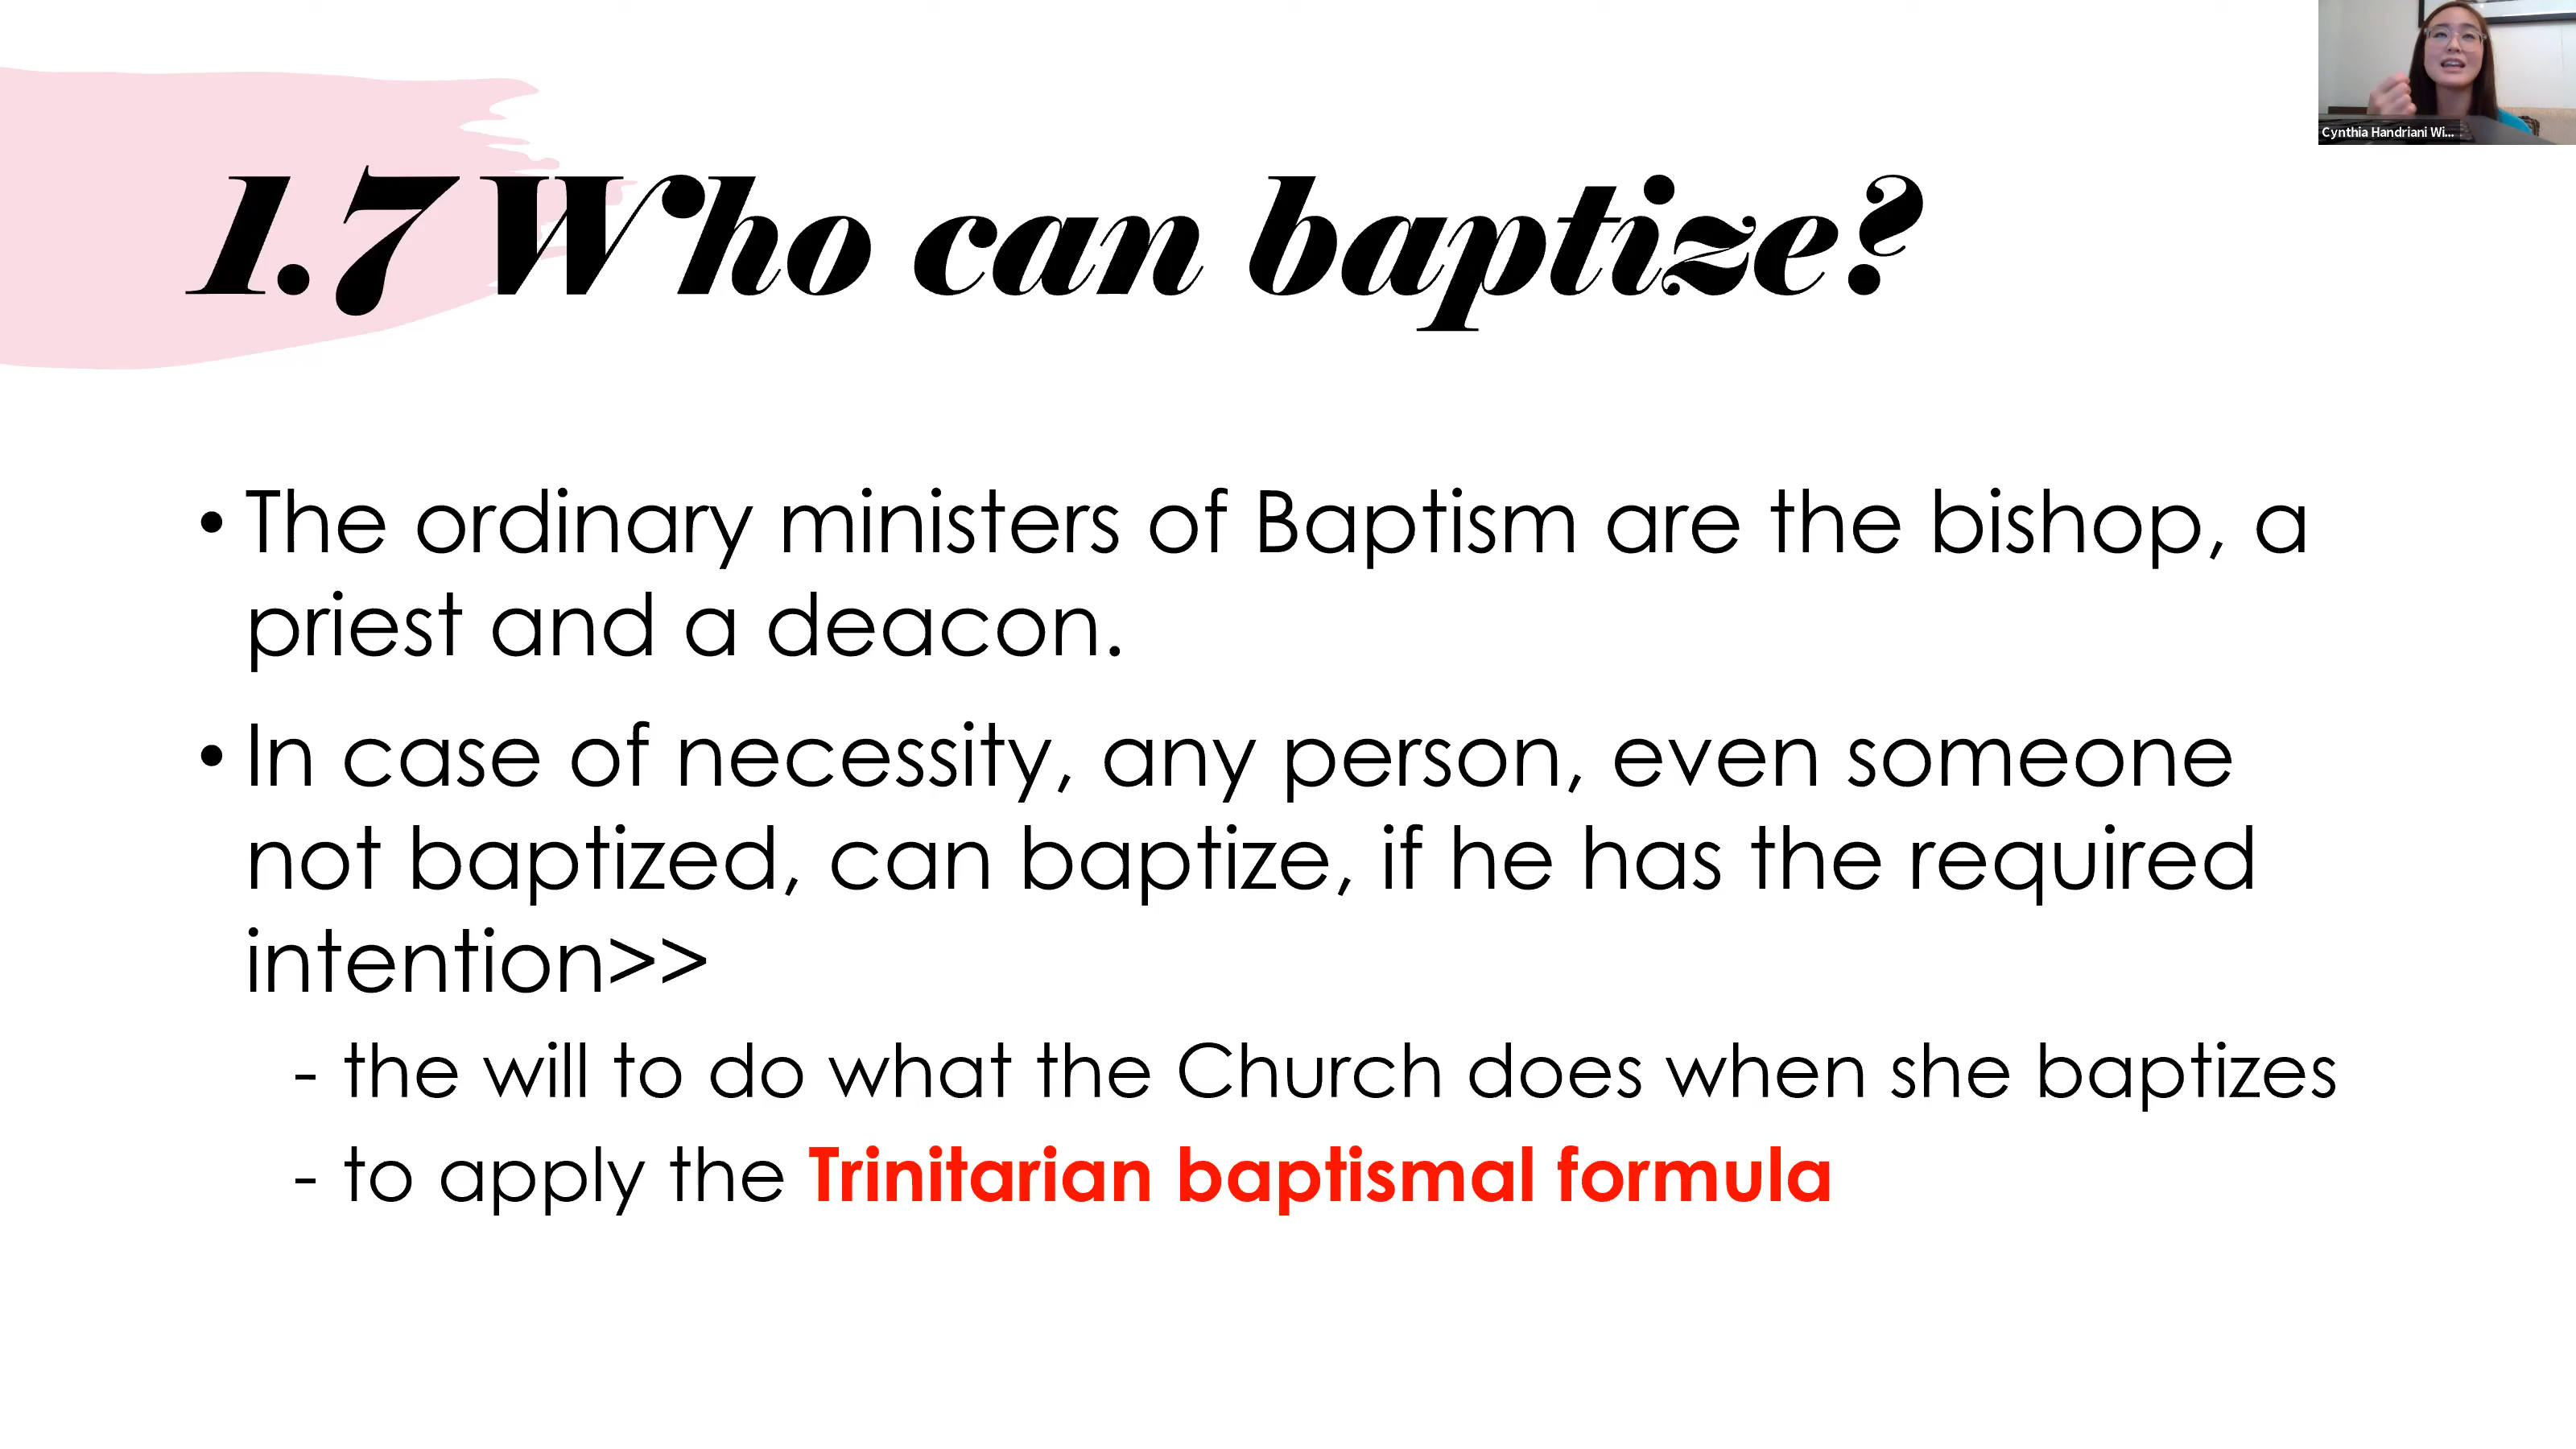 Cynthia Handriani Wi...
1.7 Who can baptize?
• The ordinary ministers of Baptism are the bishop, a
priest and a deacon.
• In case of necessity, any person, even someone
not baptized, can baptize, if he has the required
intention>>
- the will to do what the Church does when she baptizes
- to apply the Trinitarian baptismal formula